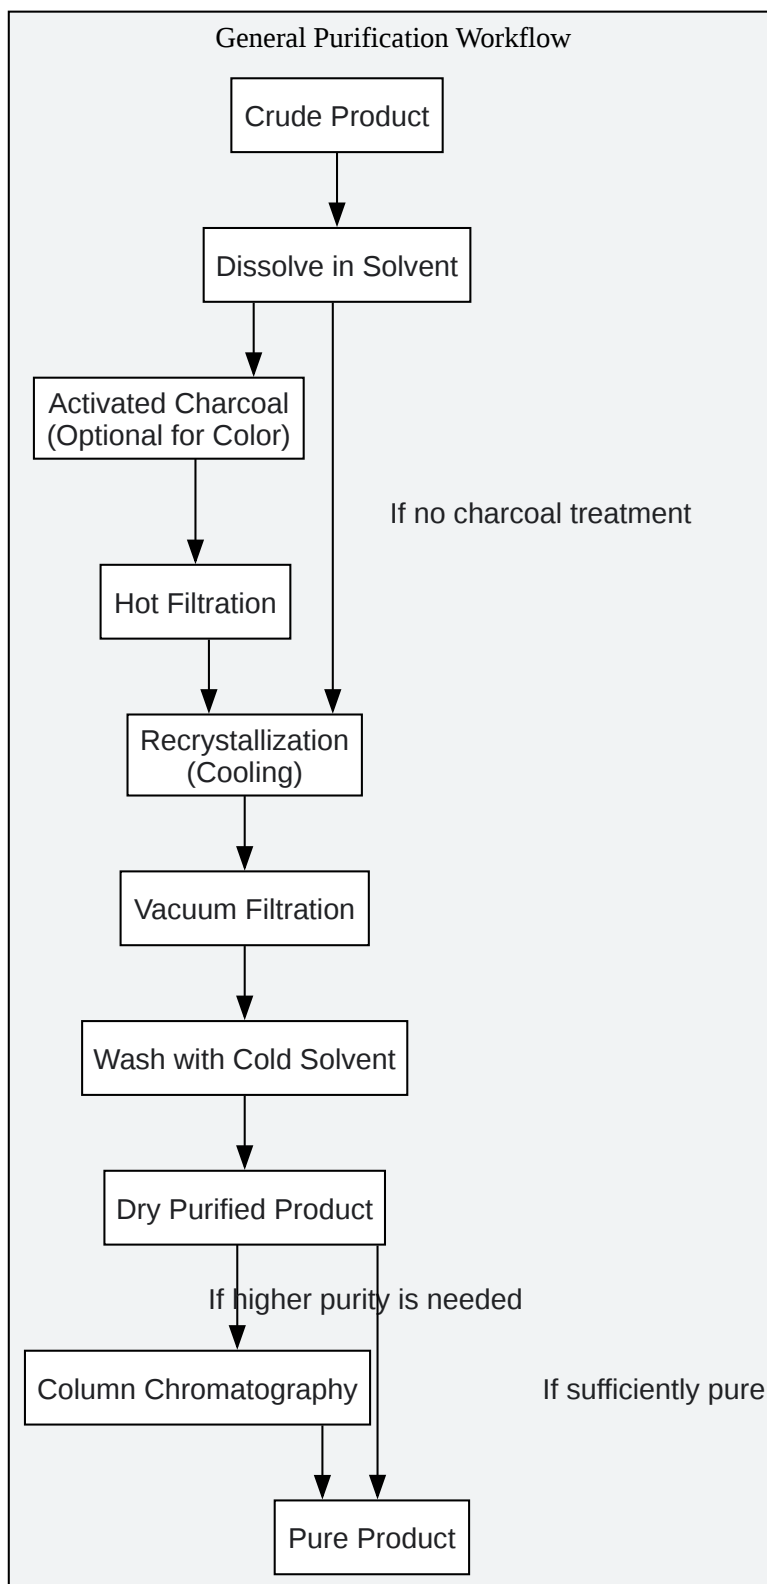 General Purification Workflow
Crude Product
Dissolve in Solvent
Activated Charcoal
(Optional for Color)
If no charcoal treatment
Hot Filtration
Recrystallization
(Cooling)
Vacuum Filtration
Wash with Cold Solvent
Dry Purified Product
If higher purity is needed
Column Chromatography
If sufficiently pure
Pure Product